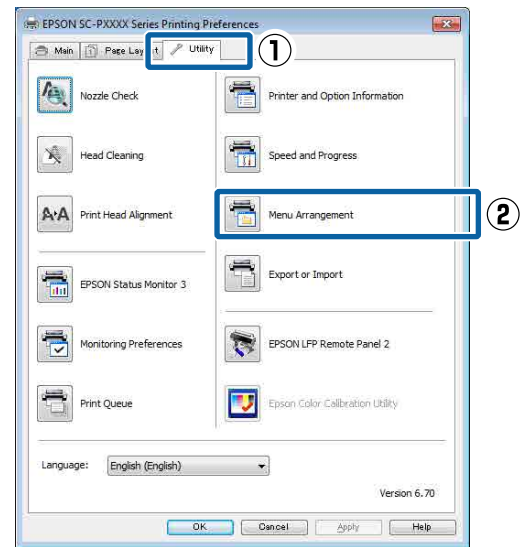 EPSON SC-PXXXX Series Printing Preferences
Main Page Lay t Utility
①
Nozzle Check Printer and Option Information
Head Cleaning Speed and Progress
A A Print Head Alignment Menu Arrangement
②
EPSON Status Monitor 3 Export or Import
Monitoring Preferences EPSON LFP Remote Panel 2
Print Queue Epson Color Calibration Utility
Language: English (English)
Version 6.70
OK Cancel Apply Help